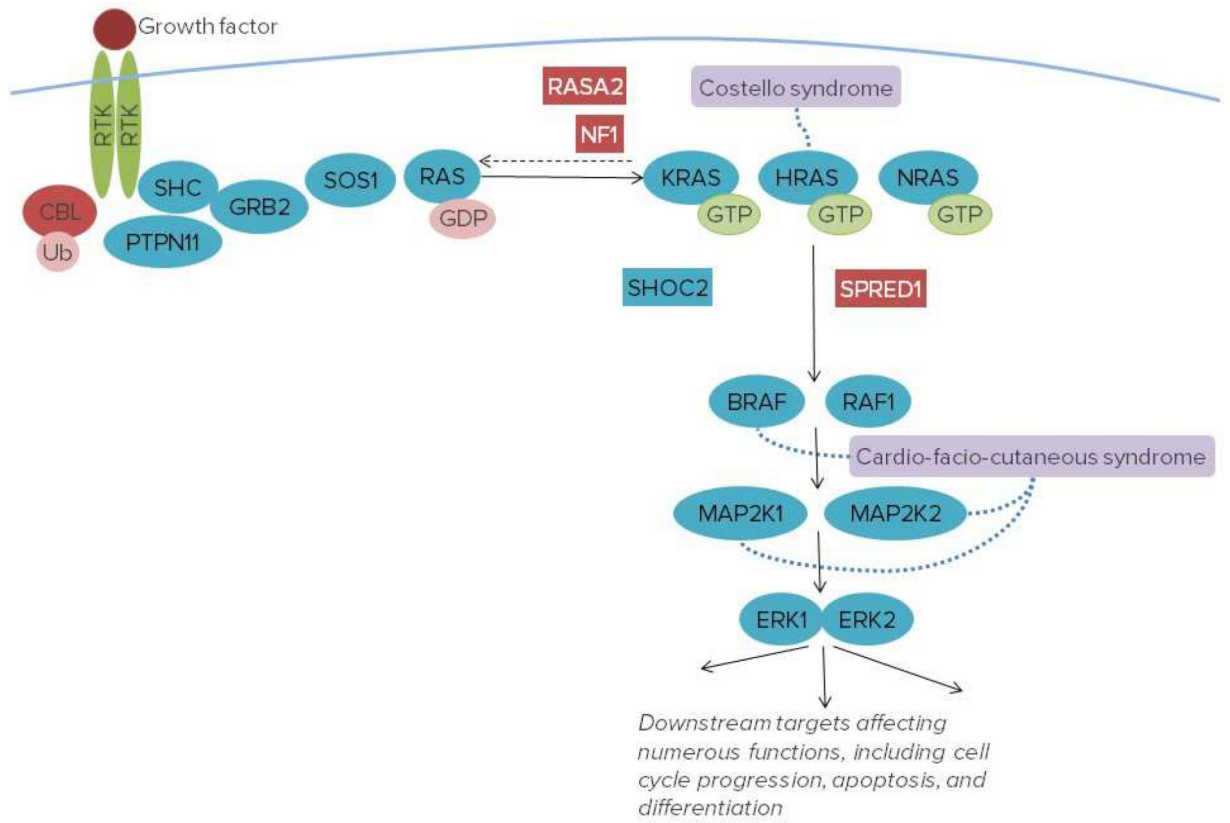 Growth factor
RTK
RTK
RASA2
Costello syndrome
NF1
SHC
SOS1
RAS
KRAS
HRAS
NRAS
CBL
GRB2
GDP
GTP
GTP
GTP
Ub
PTPN11
SHOC2
SPRED1
BRAF
RAF1
Cardio-facio-cutaneous syndrome
MAP2K1
MAP2K2
ERK1
ERK2
Downstream targets affecting
numerous functions, including cell
cycle progression, apoptosis, and
differentiation